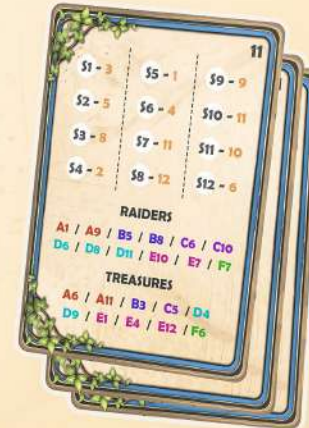 11
S1 - 3 S5 - 1 S9 - 9
S2 - 5 S6 - 4 S10 - 11
S3 - 8 S7 - 11 S11 - 10
S4 - 2 S8 - 12 S12 - 6
RAIDERS
A1 / A9 / B5 / B8 / C6 / C10
D6 / D8 / D11 / E10 / E7 / F7
TREASURES
A6 / A11 / B3 / C5 / D4
D9 / E1 / E4 / E12 / F6